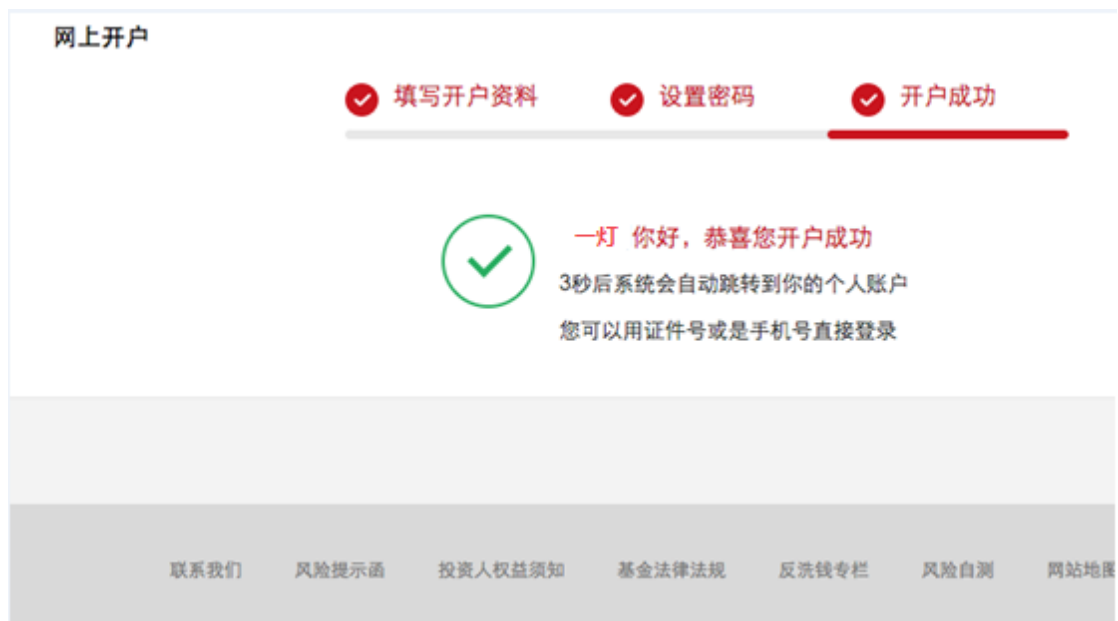 网上开户
填写开户资料 设置密码 开户成功
一灯 你好，恭喜您开户成功
3秒后系统会自动跳转到你的个人账户
您可以用证件号或是手机号直接登录
联系我们 风险提示函 投资人权益须知 基金法律法规 反洗钱专栏 风险自测 网站地图